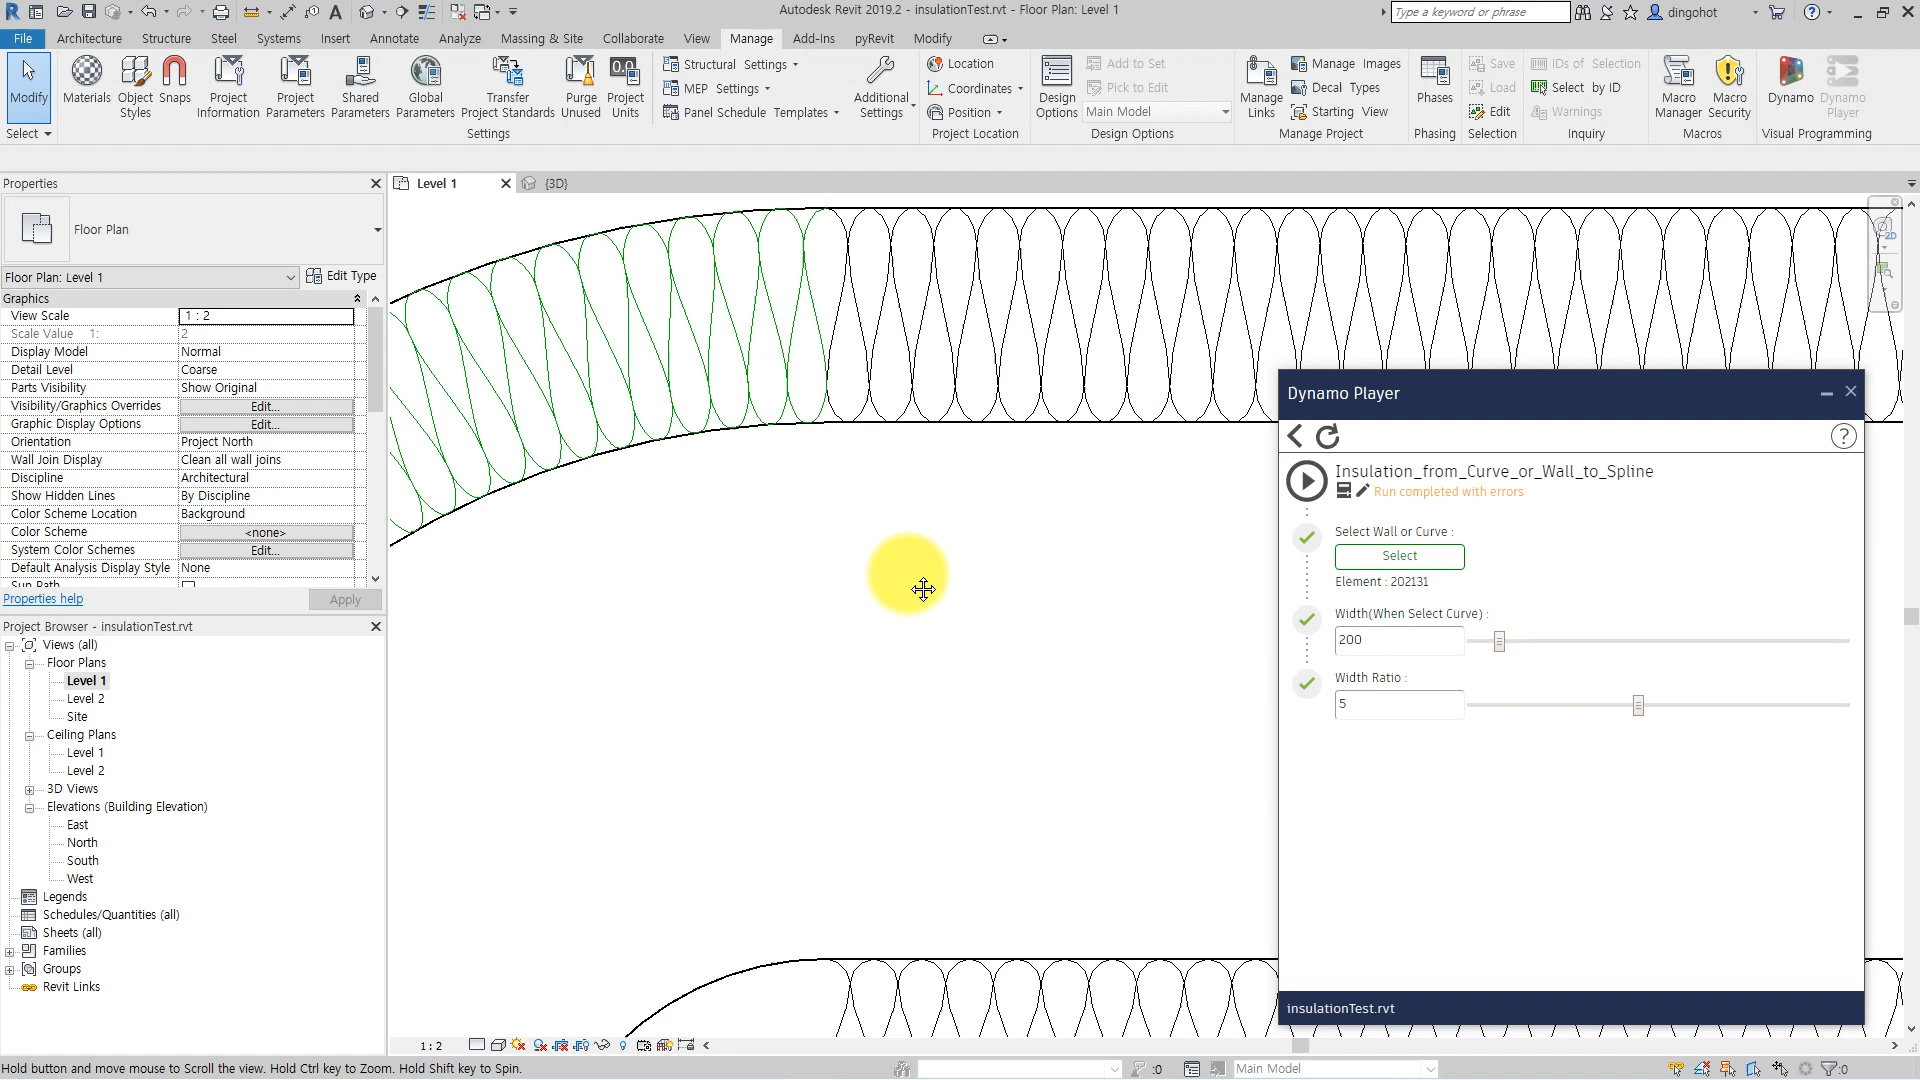 Autodesk Revit 2019.2 - insulationTest.rvt - Floor Plan: Level 1
Type a keyword or phrase
dingohot
File Architecture Structure Steel Systems Insert Annotate Analyze Massing & Site Collaborate View Manage Add-Ins pyRevit Modify
Modify
Materials
Object Styles
Snaps
Project Information
Project Parameters
Shared Parameters
Global Parameters
Transfer Project Standards
Purge Unused
Project Units
Structural Settings
MEP Settings
Panel Schedule Templates
Additional Settings
Location
Coordinates
Position
Design Options
Add to Set
Pick to Edit
Main Model
Manage Links
Manage Images
Decal Types
Starting View
Phases
Save
Load
Edit
IDs of Selection
Select by ID
Warnings
Macro Manager
Macro Security
Dynamo
Dynamo Player
Select
Settings
Project Location
Design Options
Manage Project
Phasing
Selection
Inquiry
Macros
Visual Programming
Properties
Level 1
{3D}
Floor Plan
Floor Plan: Level 1
Edit Type
Graphics
View Scale 1 : 2
Scale Value 1: 2
Display Model Normal
Detail Level Coarse
Parts Visibility Show Original
Visibility/Graphics Overrides Edit...
Graphic Display Options Edit...
Orientation Project North
Wall Join Display Clean all wall joins
Discipline Architectural
Show Hidden Lines By Discipline
Color Scheme Location Background
Color Scheme <none>
System Color Schemes Edit...
Default Analysis Display Style None
Sun Path
Properties help
Apply
Project Browser - insulationTest.rvt
Views (all)
Floor Plans
Level 1
Level 2
Site
Ceiling Plans
Level 1
Level 2
3D Views
Elevations (Building Elevation)
East
North
South
West
Legends
Schedules/Quantities (all)
Sheets (all)
Families
Groups
Revit Links
2D
Dynamo Player
?
Insulation_from_Curve_or_Wall_to_Spline
Run completed with errors
Select Wall or Curve :
Select
Element : 202131
Width(When Select Curve) :
200
Width Ratio :
5
insulationTest.rvt
1 : 2
Hold button and move mouse to Scroll the view. Hold Ctrl key to Zoom. Hold Shift key to Spin.
:0
Main Model
:0